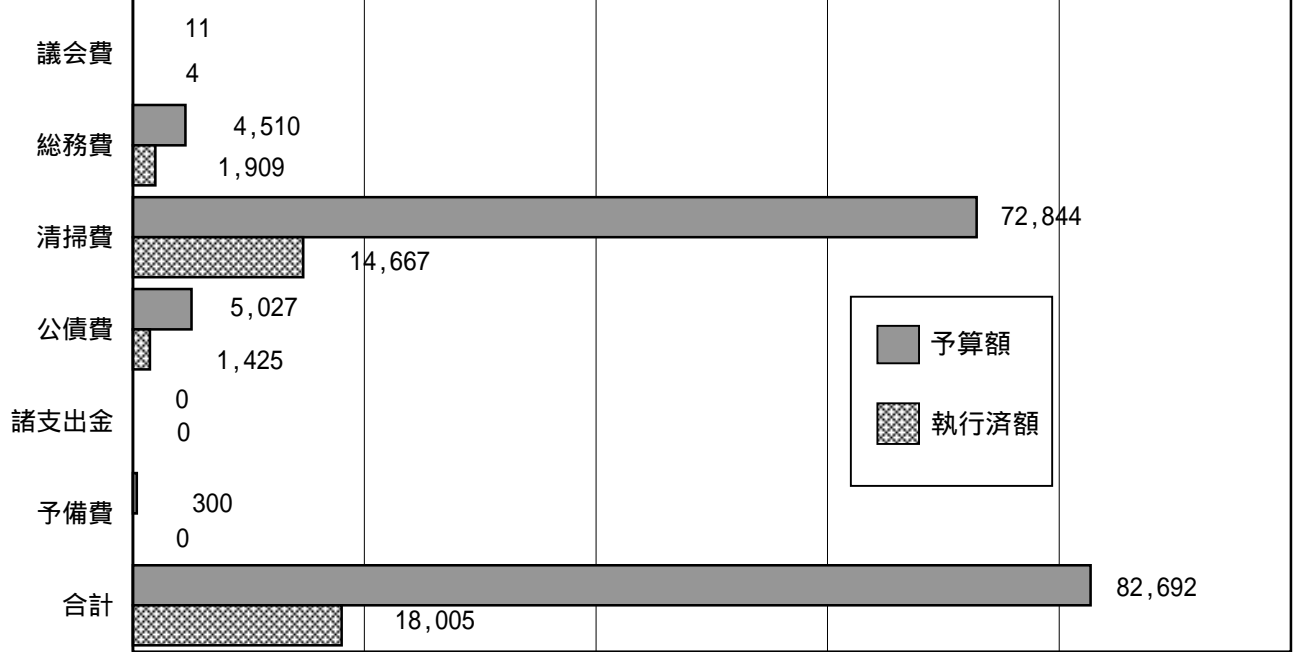 議会費
11
4
総務費
4,510
1,909
清掃費
72,844
14,667
公債費
5,027
1,425
諸支出金
0
0
予備費
300
0
合計
82,692
18,005
予算額
執行済額